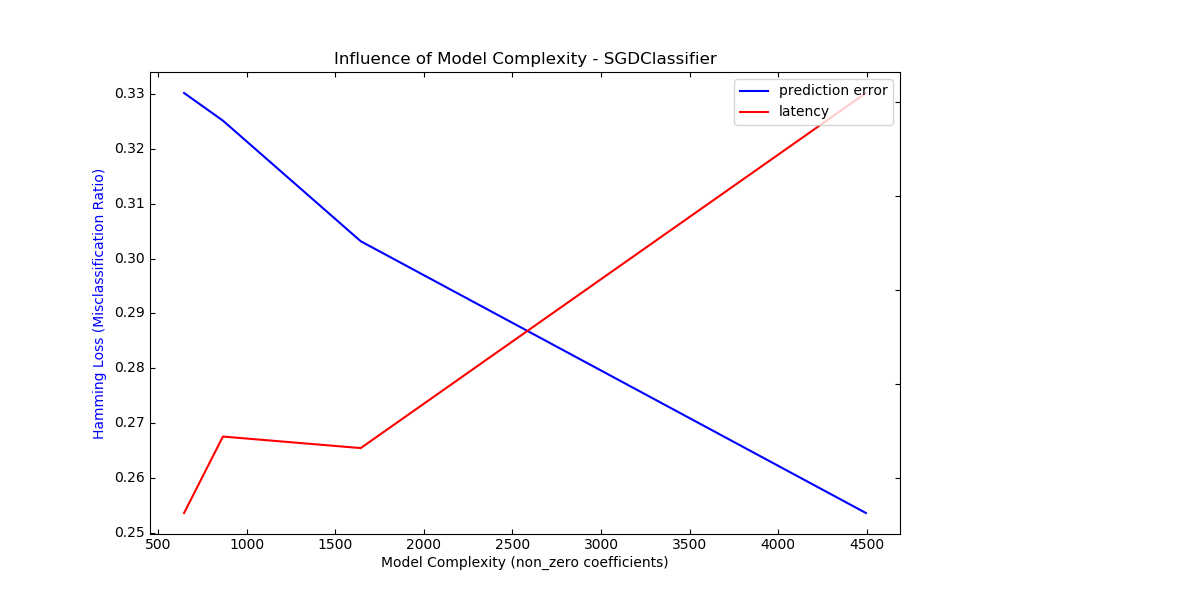 Influence of Model Complexity - SGDClassifier
prediction error
latency
0.33
0.32
0.31
0.30
0.29
0.28
0.27
0.26
0.25
Hamming Loss (Misclassification Ratio)
500 1000 1500 2000 2500 3000 3500 4000 4500
Model Complexity (non_zero coefficients)